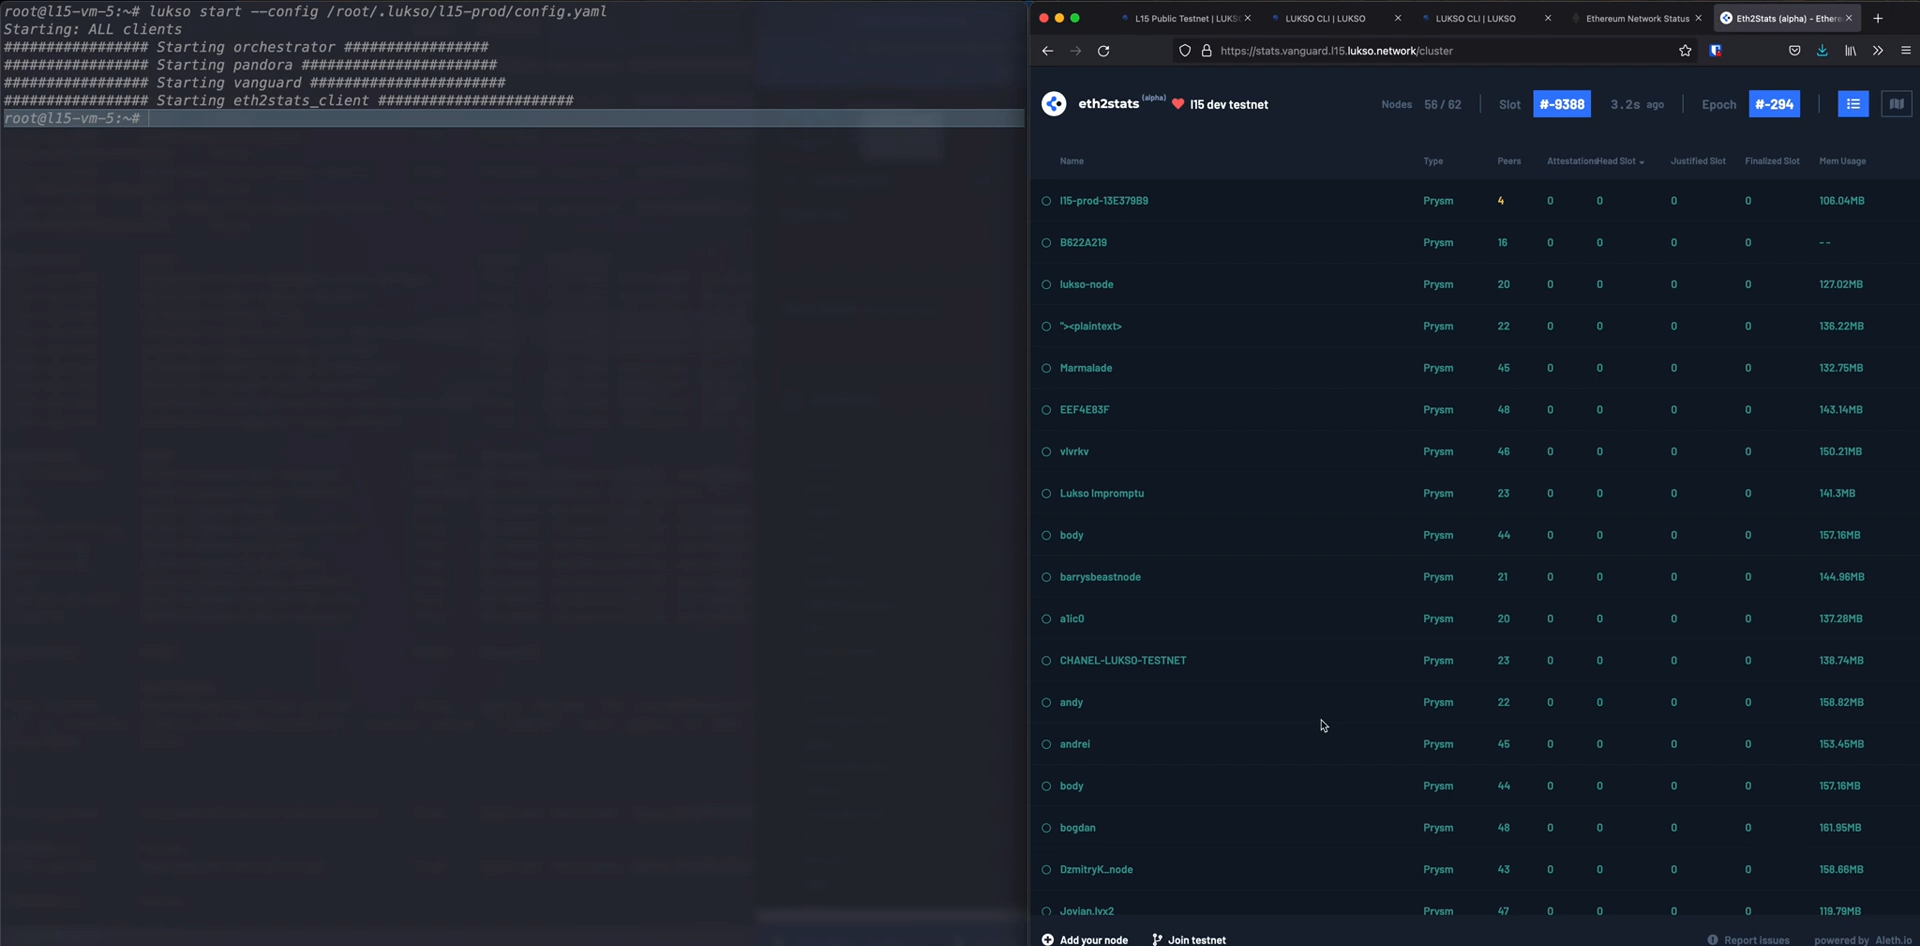 root@l15-vm-5:~# lukso start --config /root/.lukso/l15-prod/config.yaml
Starting: ALL clients
################# Starting orchestrator #################
################# Starting pandora #######################
################# Starting vanguard #######################
################# Starting eth2stats_client #######################
root@l15-vm-5:~#
L15 Public Testnet | LUKS
LUKSO CLI | LUKSO
LUKSO CLI | LUKSO
Ethereum Network Status
Eth2Stats (alpha) - Ethere
https://stats.vanguard.l15.lukso.network/cluster
eth2stats (alpha) l15 dev testnet Nodes 56 / 62 Slot #-9388 3.2s ago Epoch #-294
Name Type Peers Attestations Head Slot Justified Slot Finalized Slot Mem Usage
l15-prod-13E379B9 Prysm 4 0 0 0 0 106.04MB
B622A219 Prysm 16 0 0 0 0 --
lukso-node Prysm 20 0 0 0 0 127.02MB
"><plaintext> Prysm 22 0 0 0 0 136.22MB
Marmalade Prysm 45 0 0 0 0 132.75MB
EEF4E83F Prysm 48 0 0 0 0 143.14MB
vlvrkv Prysm 46 0 0 0 0 150.21MB
Lukso Impromptu Prysm 23 0 0 0 0 141.3MB
body Prysm 44 0 0 0 0 157.16MB
barrysbeastnode Prysm 21 0 0 0 0 144.96MB
a1ic0 Prysm 20 0 0 0 0 137.28MB
CHANEL-LUKSO-TESTNET Prysm 23 0 0 0 0 138.74MB
andy Prysm 22 0 0 0 0 158.82MB
andrei Prysm 45 0 0 0 0 153.45MB
body Prysm 44 0 0 0 0 157.16MB
bogdan Prysm 48 0 0 0 0 161.95MB
DzmitryK_node Prysm 43 0 0 0 0 158.66MB
Jovian.lyx2 Prysm 47 0 0 0 0 119.79MB
Add your node Join testnet Report issues powered by Aleth.io